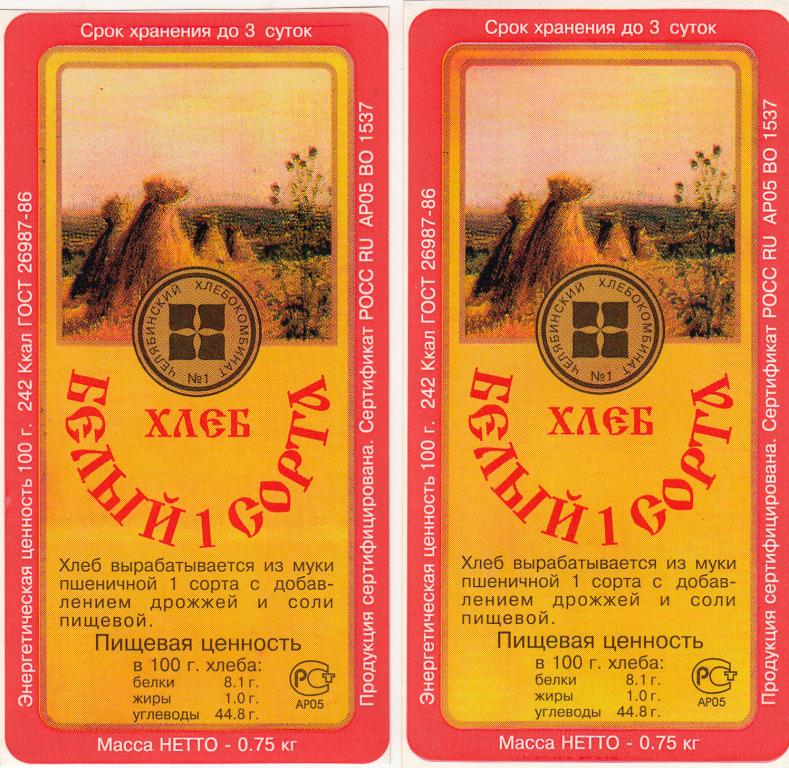 Срок хранения до 3 суток
Энергетическая ценность 100 г. 242 Ккал ГОСТ 26987-86
Продукция сертифицирована. Сертификат РОСС RU АР05 ВО 1537
ЧЕЛЯБИНСКИЙ ХЛЕБОКОМБИНАТ
№1
ХЛЕБ
БЕЛЫЙ 1 СОРТА
Хлеб вырабатывается из муки
пшеничной 1 сорта с добав-
лением дрожжей и соли
пищевой.
Пищевая ценность
в 100 г. хлеба:
белки 8.1 г.
жиры 1.0 г.
углеводы 44.8 г.
РСТ
АР05
Масса НЕТТО - 0.75 кг
Срок хранения до 3 суток
Энергетическая ценность 100 г. 242 Ккал ГОСТ 26987-86
Продукция сертифицирована. Сертификат РОСС RU АР05 ВО 1537
ЧЕЛЯБИНСКИЙ ХЛЕБОКОМБИНАТ
№1
ХЛЕБ
БЕЛЫЙ 1 СОРТА
Хлеб вырабатывается из муки
пшеничной 1 сорта с добав-
лением дрожжей и соли
пищевой.
Пищевая ценность
в 100 г. хлеба:
белки 8.1 г.
жиры 1.0 г.
углеводы 44.8 г.
РСТ
АР05
Масса НЕТТО - 0.75 кг